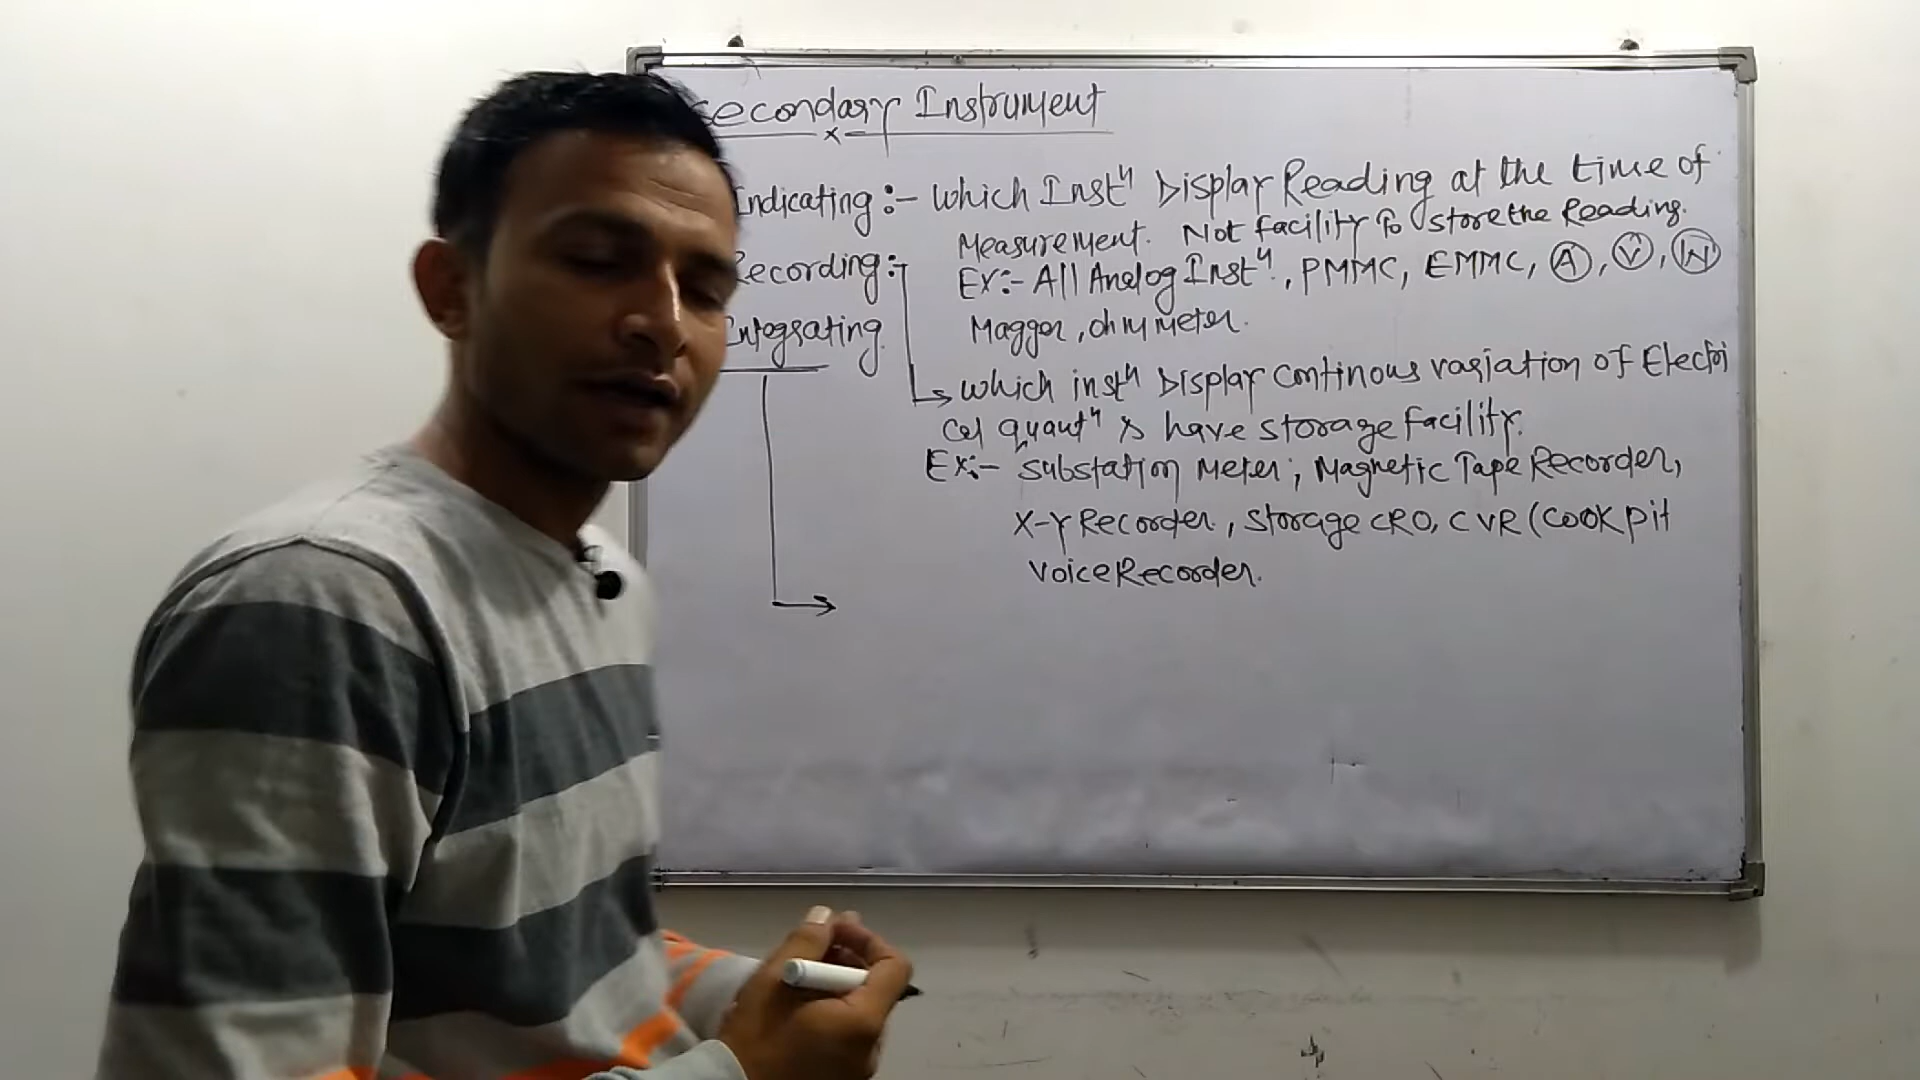 Secondary Instrument
Indicating :- Which Instⁿ Display Reading at the time of
Measurement. Not facility To store the Reading.
Recording :-
Ex:- All Analog Instⁿ, PMMC, EMMC, A, V, W
Integrating
Magger, ohmmeter.
which instⁿ Display continous variation of Electri
cal quantⁿ & have storage facility.
Ex:- Substation Meter, Magnetic Tape Recorder,
X-Y Recorder, Storage CRO, CVR (COOK pit
Voice Recorder.